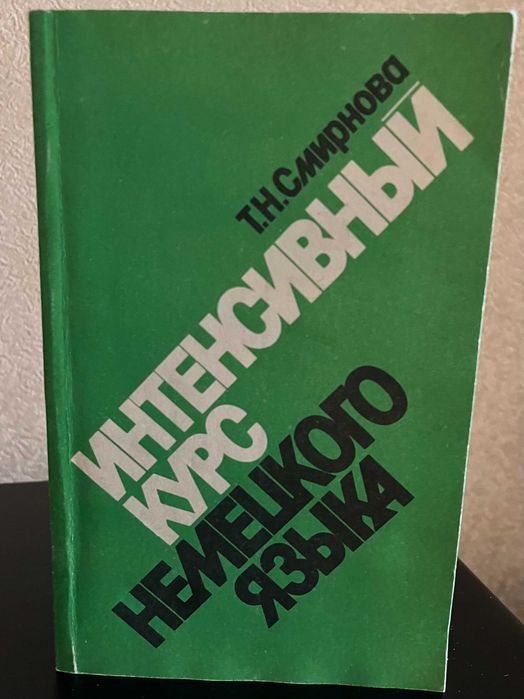 Т.Н.Смирнова
ИНТЕНСИВНЫЙ
КУРС
НЕМЕЦКОГО
ЯЗЫКА